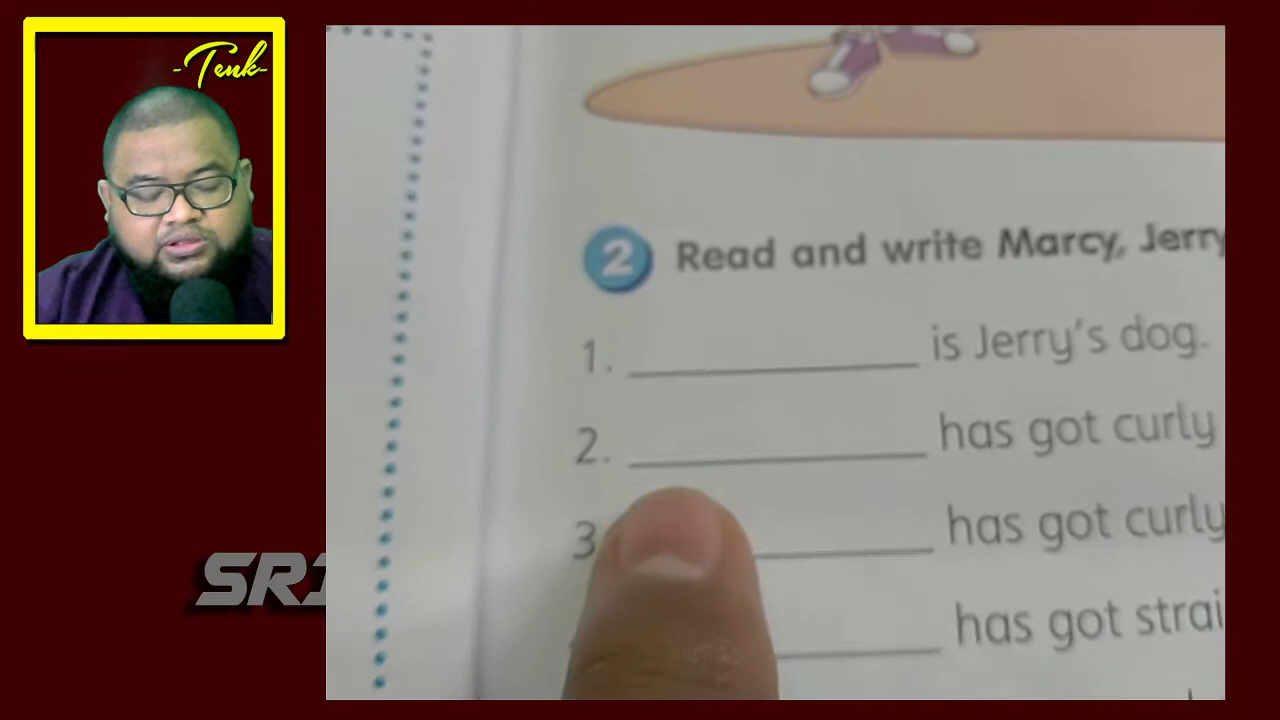 -Tenk-
2 Read and write Marcy, Jerry
1. ____________ is Jerry's dog.
2. ____________ has got curly
3 ____________ has got curly
____________ has got